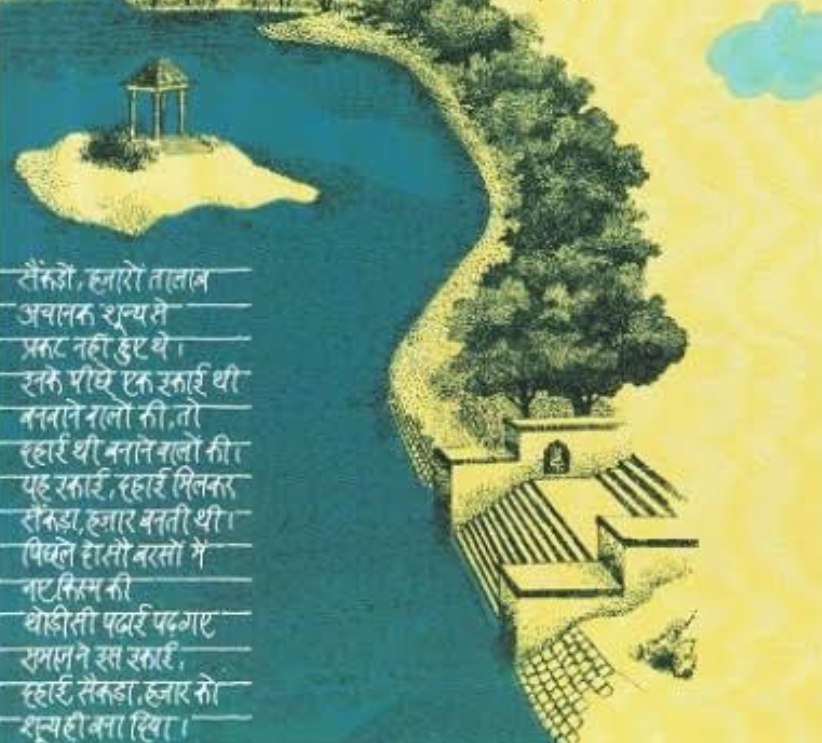 सैंकड़ों, हजारों तालाब
अचानक शून्य से
प्रकट नहीं हुए थे।
इनके पीछे एक इकाई थी
बनवाने वालों की, तो
दहाई थी बनाने वालों की।
यह इकाई, दहाई मिलकर
सैंकड़ा, हजार बनती थी।
पिछले दो सौ बरसों में
नए किस्म की
थोड़ी सी पढ़ाई पढ़ गए
समाज ने इस इकाई,
दहाई, सैंकड़ा, हजार को
शून्य ही बना दिया।